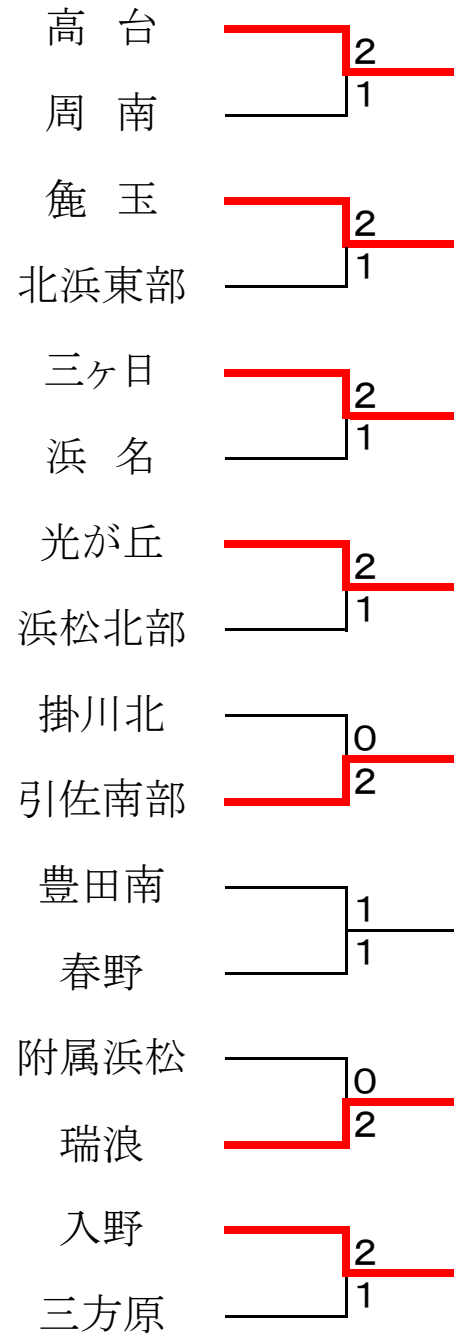 高 台
2
1
周 南
麁 玉
2
1
北浜東部
三ヶ日
2
1
浜 名
光が丘
2
1
浜松北部
掛川北
0
2
引佐南部
豊田南
1
1
春野
附属浜松
0
2
瑞浪
入野
2
1
三方原